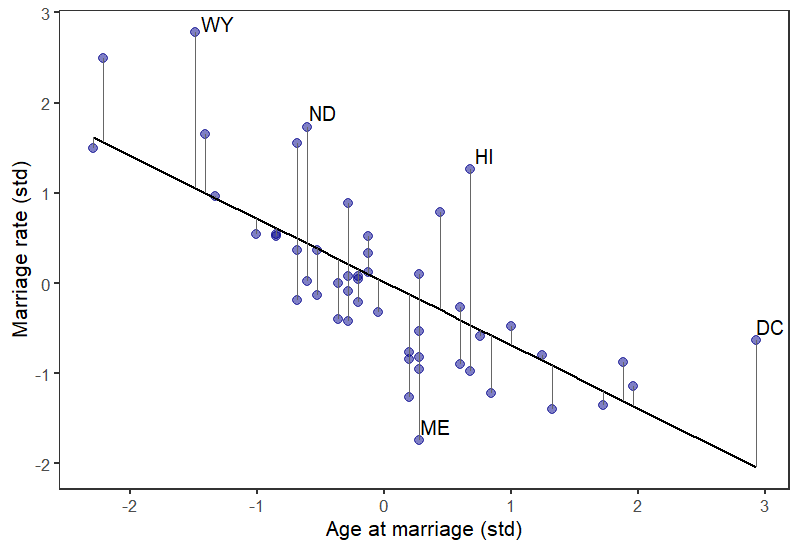 3
WY
2
ND
HI
1
0
DC
-1
ME
-2
-2 -1 0 1 2 3
Age at marriage (std)
Marriage rate (std)